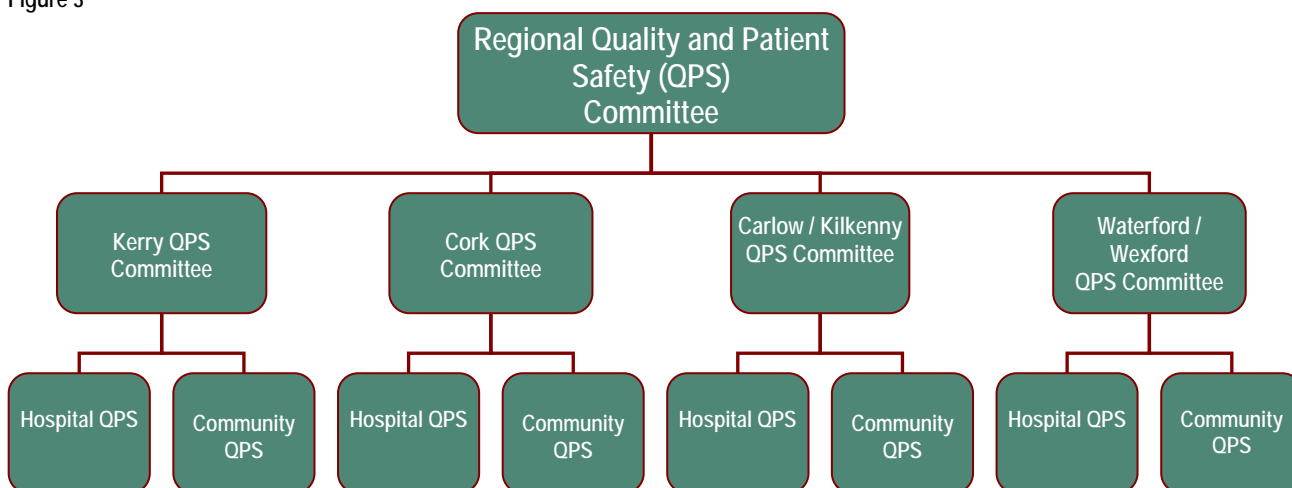 Figure 3
Regional Quality and Patient
Safety (QPS)
Committee
Kerry QPS
Committee
Cork QPS
Committee
Carlow / Kilkenny
QPS Committee
Waterford /
Wexford
QPS Committee
Hospital QPS
Community
QPS
Hospital QPS
Community
QPS
Hospital QPS
Community
QPS
Hospital QPS
Community
QPS